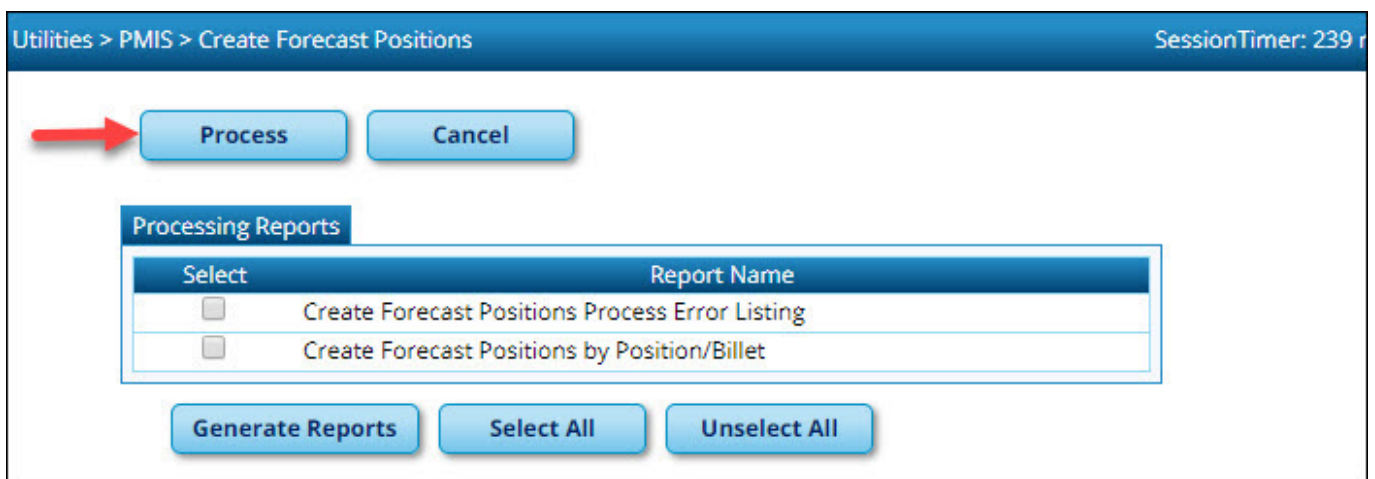 Utilities > PMIS > Create Forecast Positions SessionTimer: 239
Process Cancel
Processing Reports
Select Report Name
Create Forecast Positions Process Error Listing
Create Forecast Positions by Position/Billet
Generate Reports Select All Unselect All